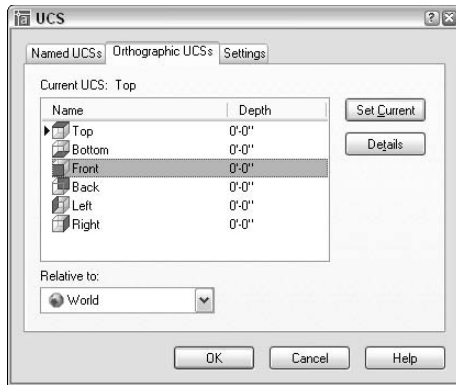 UCS
Named UCSs Orthographic UCSs Settings
Current UCS: Top
Name Depth
Top 0'-0"
Bottom 0'-0"
Front 0'-0"
Back 0'-0"
Left 0'-0"
Right 0'-0"
Set Current
Details
Relative to:
World
OK Cancel Help